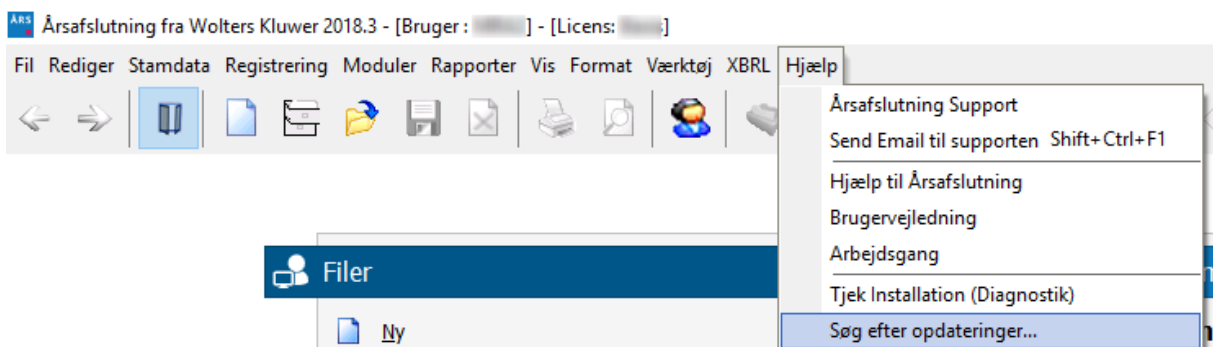 ÅRS Årsafslutning fra Wolters Kluwer 2018.3 - [Bruger : ] - [Licens: ]
Fil Rediger Stamdata Registrering Moduler Rapporter Vis Format Værktøj XBRL Hjælp
Årsafslutning Support
Send Email til supporten Shift+Ctrl+F1
Hjælp til Årsafslutning
Brugervejledning
Arbejdsgang
Filer
Tjek Installation (Diagnostik)
Ny
Søg efter opdateringer...